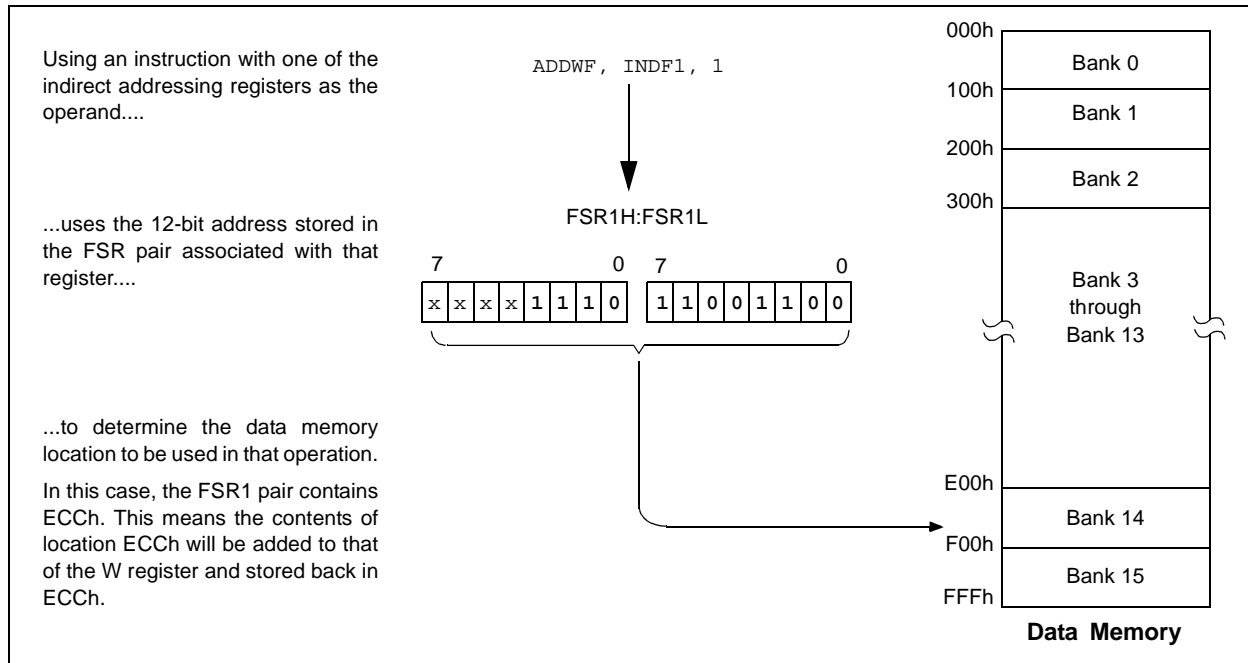 Using an instruction with one of the
indirect addressing registers as the
operand....
ADDWF, INDF1, 1
...uses the 12-bit address stored in
the FSR pair associated with that
register....
FSR1H:FSR1L
7 0 7 0
x x x x 1 1 1 0 1 1 0 0 1 1 0 0
...to determine the data memory
location to be used in that operation.
In this case, the FSR1 pair contains
ECCh. This means the contents of
location ECCh will be added to that
of the W register and stored back in
ECCh.
000h
Bank 0
100h
Bank 1
200h
Bank 2
300h
Bank 3
through
Bank 13
E00h
Bank 14
F00h
Bank 15
FFFh
Data Memory